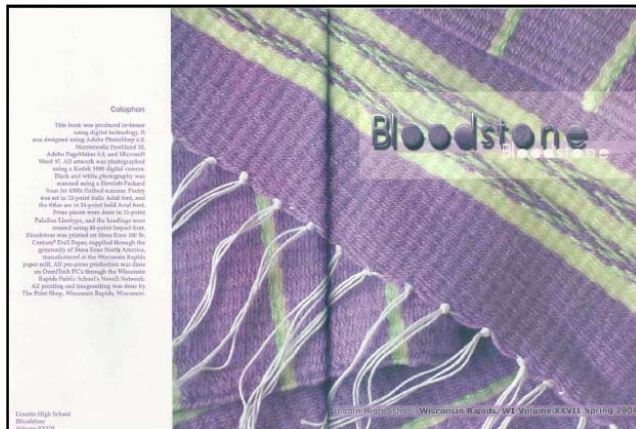 Colophon
This book was produced in-house
using digital technology. It
was designed using Adobe PhotoShop 6.0,
Macromedia FreeHand 10,
Adobe PageMaker 6.0, and Microsoft
Word 97. All artwork was photographed
using a Kodak digital camera.
Black and white photography was
scanned using a Hewlett-Packard
Scan Jet flatbed scanner. Poetry
was set in 12-point Italic Arial font, and
the titles are in 14-point bold Arial font.
Prose pieces were done in 11-point
Palatino Linotype, and the headings were
created using 48-point Impact font.
Bloodstone was printed on Stora Enso 100 lb.
Centura Dull Paper, supplied through the
generosity of Stora Enso North America,
manufactured at the Wisconsin Rapids
paper mill. All pre-press production was done
on OmniTech PC's through the Wisconsin
Rapids Public School's Novell Network.
All printing and imagesetting was done by
The Print Shop, Wisconsin Rapids, Wisconsin.
Lincoln High School
Bloodstone
Volume XXVII
Bloodstone
Bloodstone
Lincoln High School, Wisconsin Rapids, WI Volume XXVII Spring